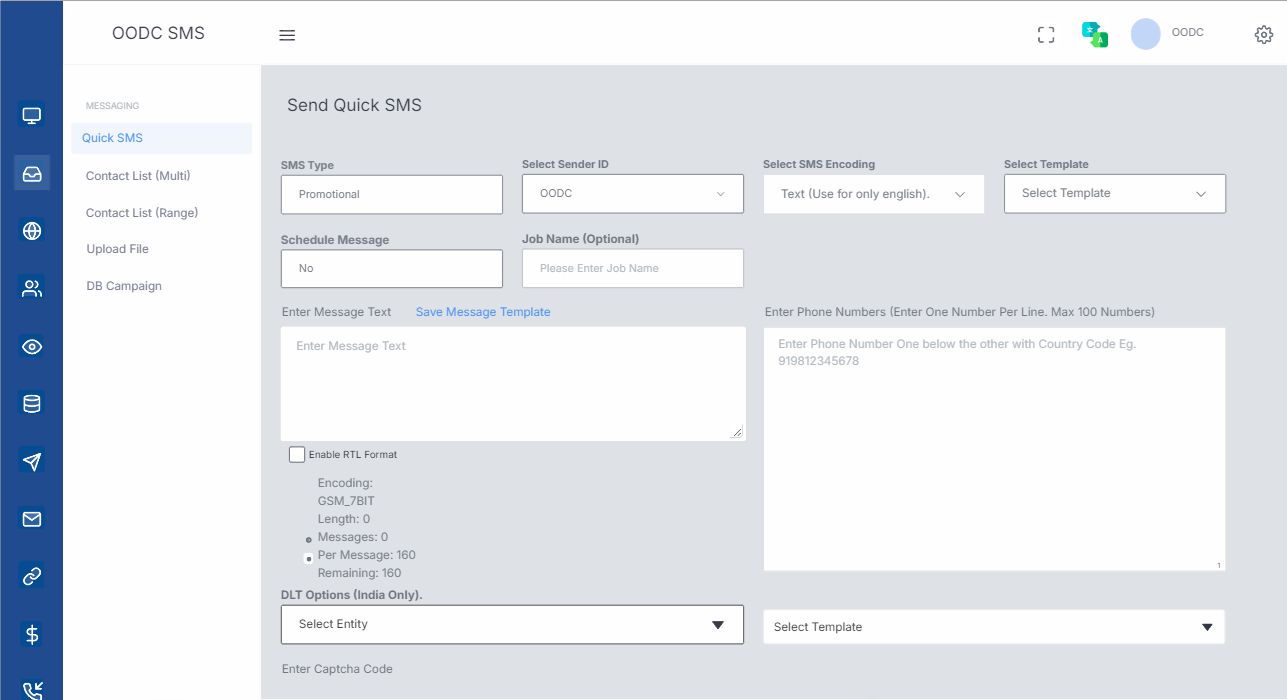 OODC SMS
OODC
MESSAGING
Quick SMS
Contact List (Multi)
Contact List (Range)
Upload File
DB Campaign
Send Quick SMS
SMS Type
Select Sender ID
Select SMS Encoding
Select Template
Promotional
OODC
Text (Use for only english).
Select Template
Schedule Message
Job Name (Optional)
No
Please Enter Job Name
Enter Message Text
Save Message Template
Enter Phone Numbers (Enter One Number Per Line. Max 100 Numbers)
Enter Message Text
Enter Phone Number One below the other with Country Code Eg.
919812345678
Enable RTL Format
Encoding:
GSM_7BIT
Length: 0
Messages: 0
Per Message: 160
Remaining: 160
1
DLT Options (India Only).
Select Entity
Select Template
Enter Captcha Code